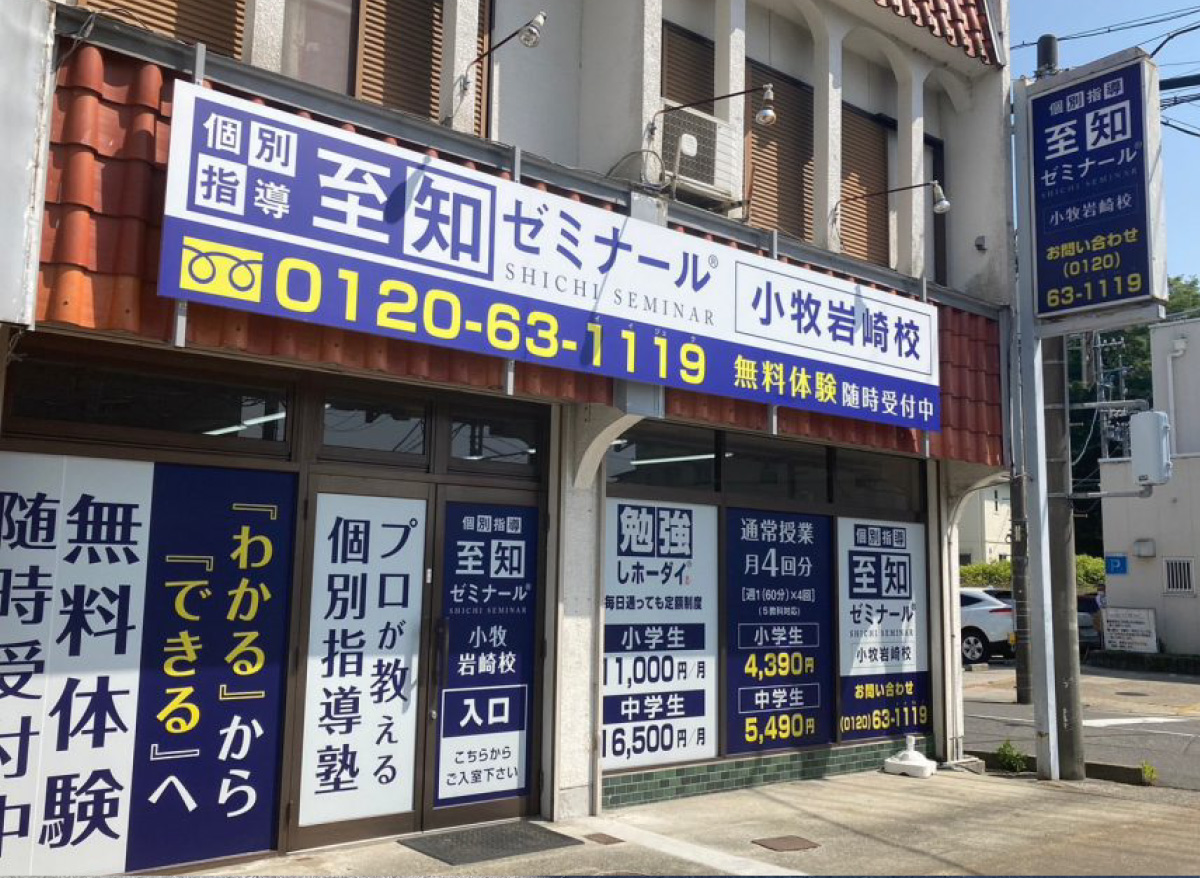 個別指導
至知ゼミナール®
SHICHI SEMINAR
小牧岩崎校
0120-63-1119
無料体験 随時受付中
個別指導
至知
ゼミナール®
SHICHI SEMINAR
小牧岩崎校
お問い合わせ
(0120)
63-1119
無料体験
随時受付中
『わかる』から
『できる』へ
プロが教える
個別指導塾
個別指導
至知
ゼミナール®
SHICHI SEMINAR
小牧
岩崎校
入口
こちらから
ご入室下さい
勉強
しホーダイ
毎日通っても定額制度
小学生
11,000円/月
中学生
16,500円/月
通常授業
月4回分
[週1(60分)×4回]
(5教科対応)
小学生
4,390円
中学生
5,490円
個別指導
至知
ゼミナール®
SHICHI SEMINAR
小牧岩崎校
お問い合わせ
(0120)63-1119
P